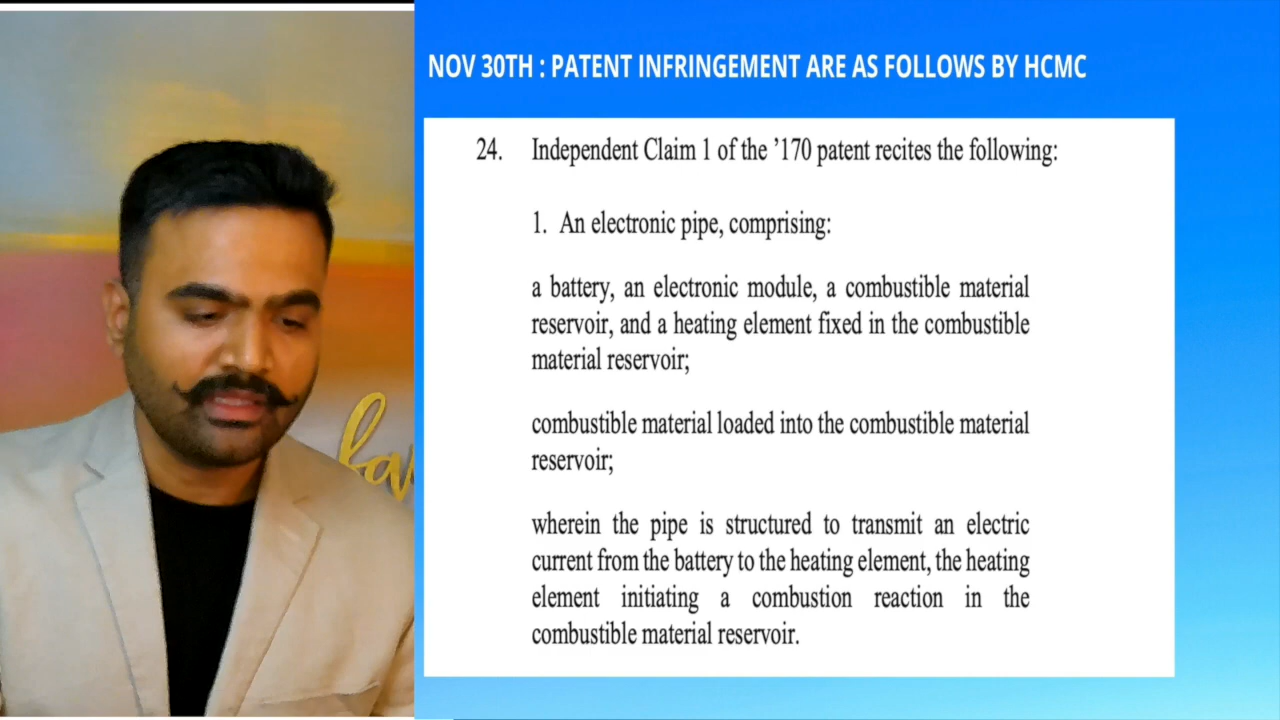 NOV 30TH : PATENT INFRINGEMENT ARE AS FOLLOWS BY HCMC
24. Independent Claim 1 of the ’170 patent recites the following:
1. An electronic pipe, comprising:
a battery, an electronic module, a combustible material
reservoir, and a heating element fixed in the combustible
material reservoir;
combustible material loaded into the combustible material
reservoir;
wherein the pipe is structured to transmit an electric
current from the battery to the heating element, the heating
element initiating a combustion reaction in the
combustible material reservoir.